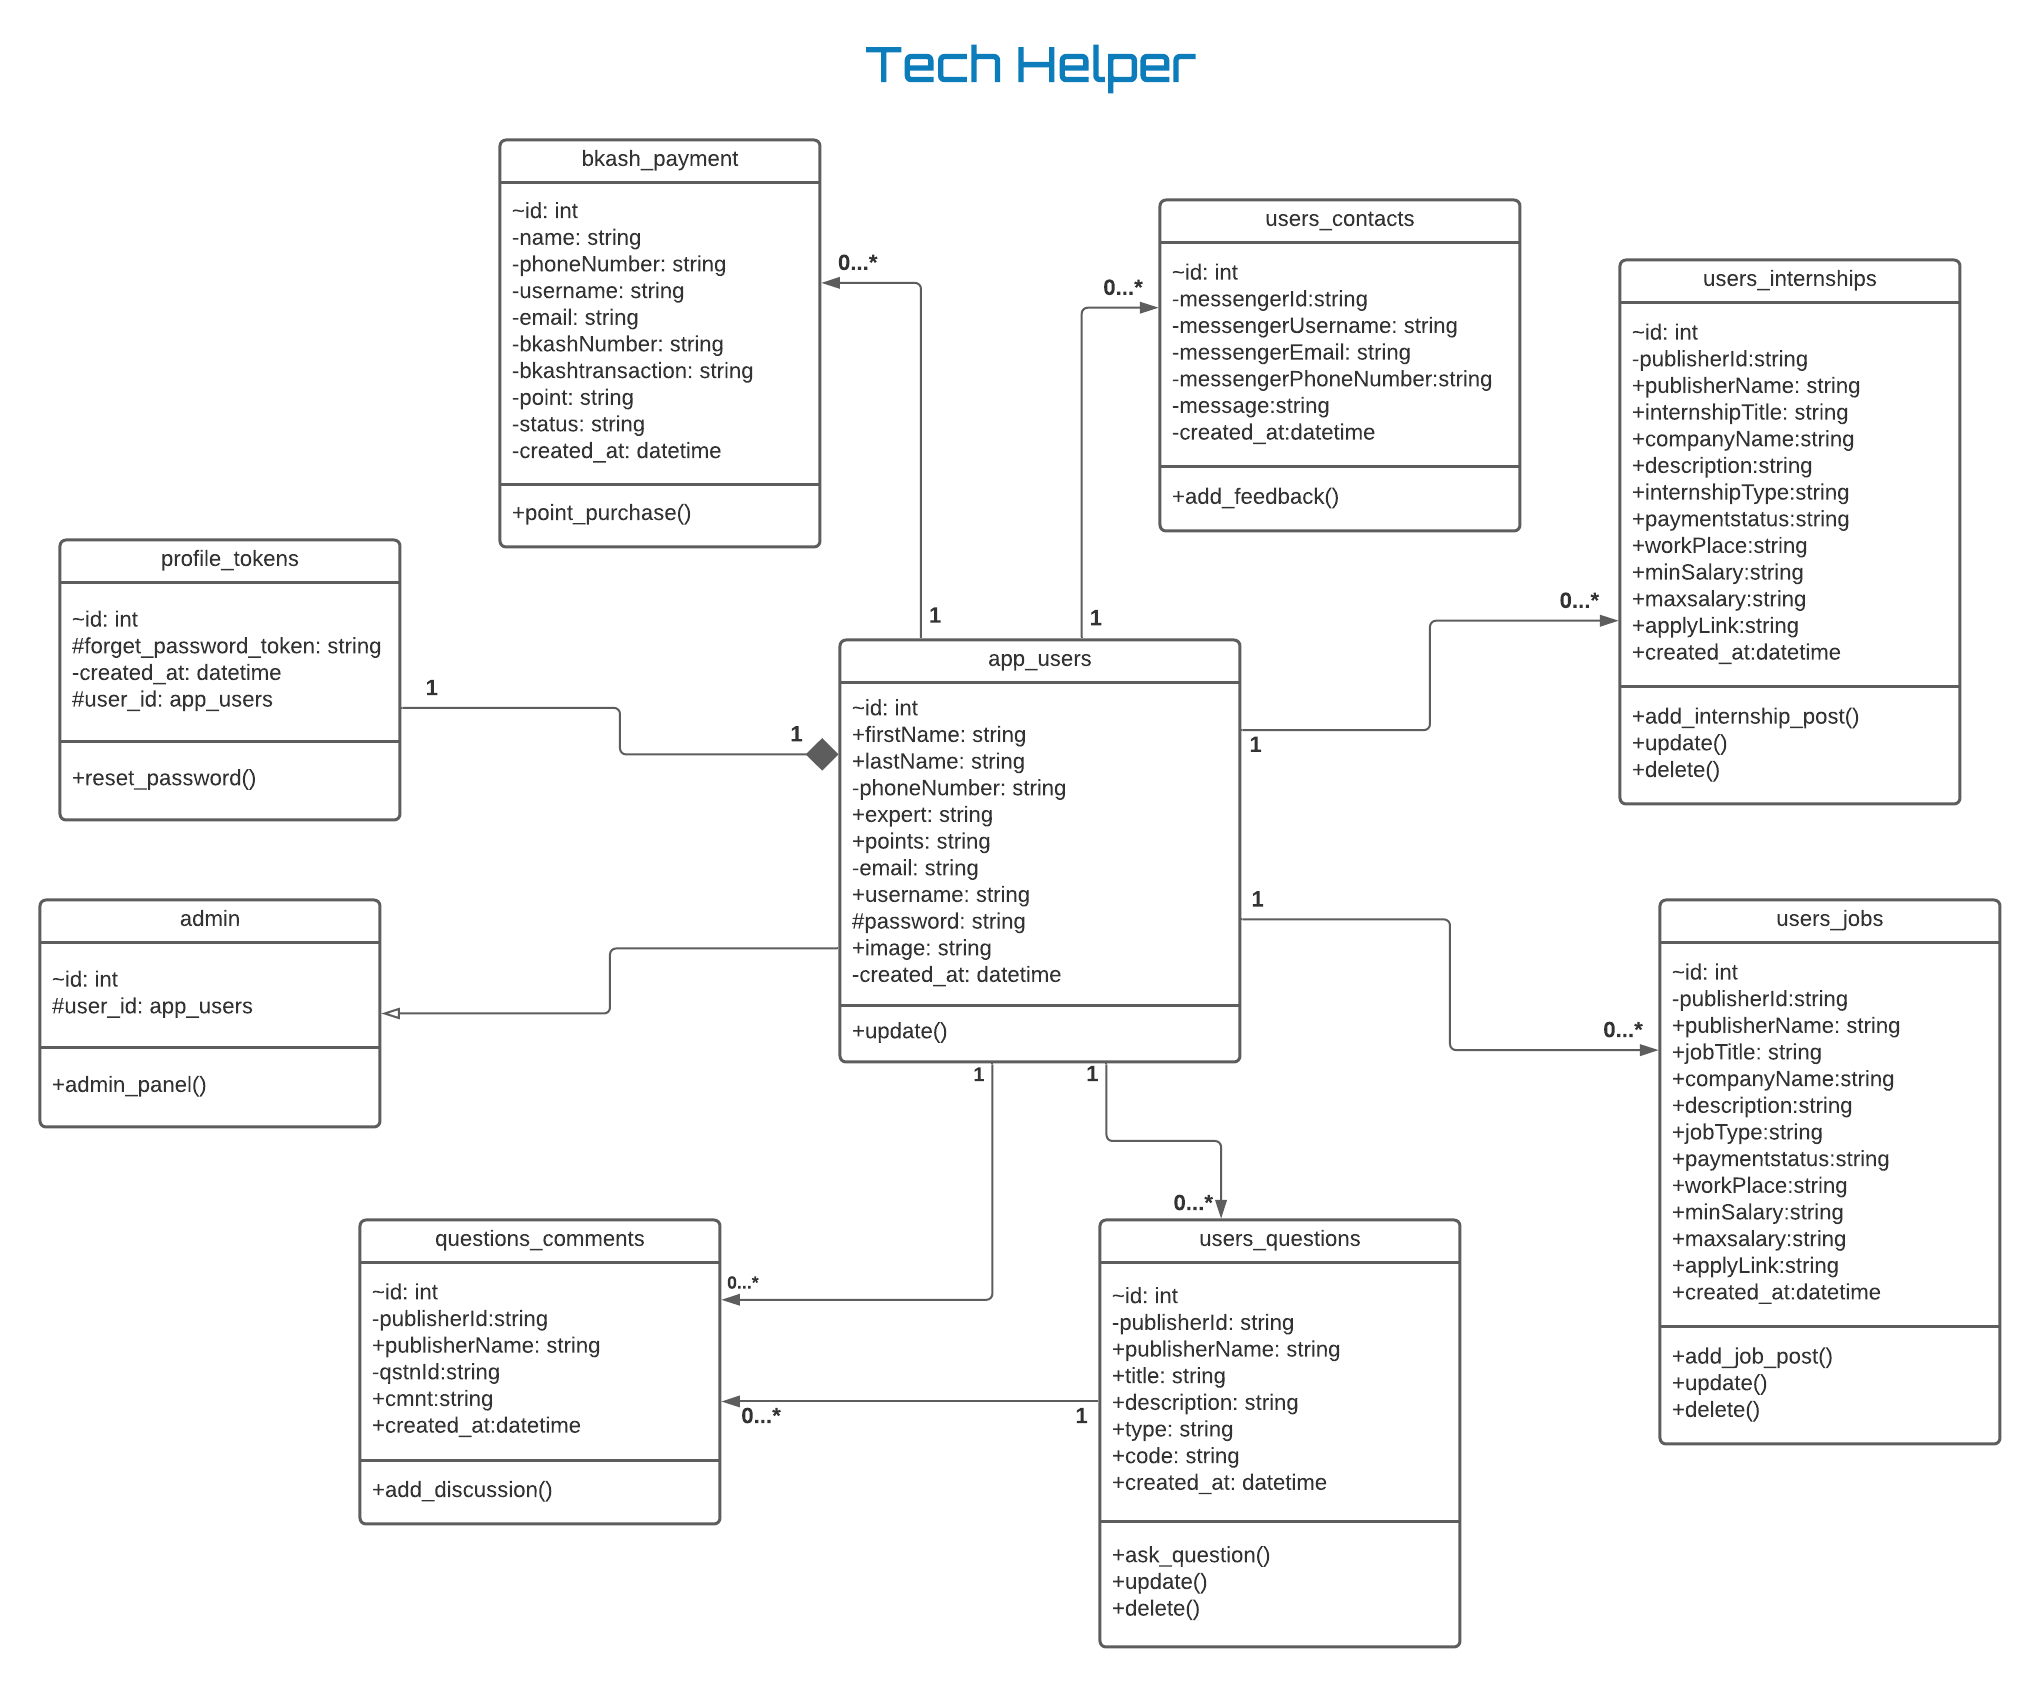 Tech Helper
bkash_payment
~id: int
-name: string
-phoneNumber: string
-username: string
-email: string
-bkashNumber: string
-bkashtransaction: string
-point: string
-status: string
-created_at: datetime
+point_purchase()
0...*
1
users_contacts
~id: int
-messengerId:string
-messengerUsername: string
-messengerEmail: string
-messengerPhoneNumber:string
-message:string
-created_at:datetime
+add_feedback()
0...*
1
users_internships
~id: int
-publisherId:string
+publisherName: string
+internshipTitle: string
+companyName:string
+description:string
+internshipType:string
+paymentstatus:string
+workPlace:string
+minSalary:string
+maxsalary:string
+applyLink:string
+created_at:datetime
+add_internship_post()
+update()
+delete()
0...*
1
profile_tokens
~id: int
#forget_password_token: string
-created_at: datetime
#user_id: app_users
+reset_password()
1
1
app_users
~id: int
+firstName: string
+lastName: string
-phoneNumber: string
+expert: string
+points: string
-email: string
+username: string
#password: string
+image: string
-created_at: datetime
+update()
admin
~id: int
#user_id: app_users
+admin_panel()
1
0...*
users_jobs
~id: int
-publisherId:string
+publisherName: string
+jobTitle: string
+companyName:string
+description:string
+jobType:string
+paymentstatus:string
+workPlace:string
+minSalary:string
+maxsalary:string
+applyLink:string
+created_at:datetime
+add_job_post()
+update()
+delete()
1
1
0...*
0...*
questions_comments
~id: int
-publisherId:string
+publisherName: string
-qstnId:string
+cmnt:string
+created_at:datetime
+add_discussion()
0...*
1
users_questions
~id: int
-publisherId: string
+publisherName: string
+title: string
+description: string
+type: string
+code: string
+created_at: datetime
+ask_question()
+update()
+delete()